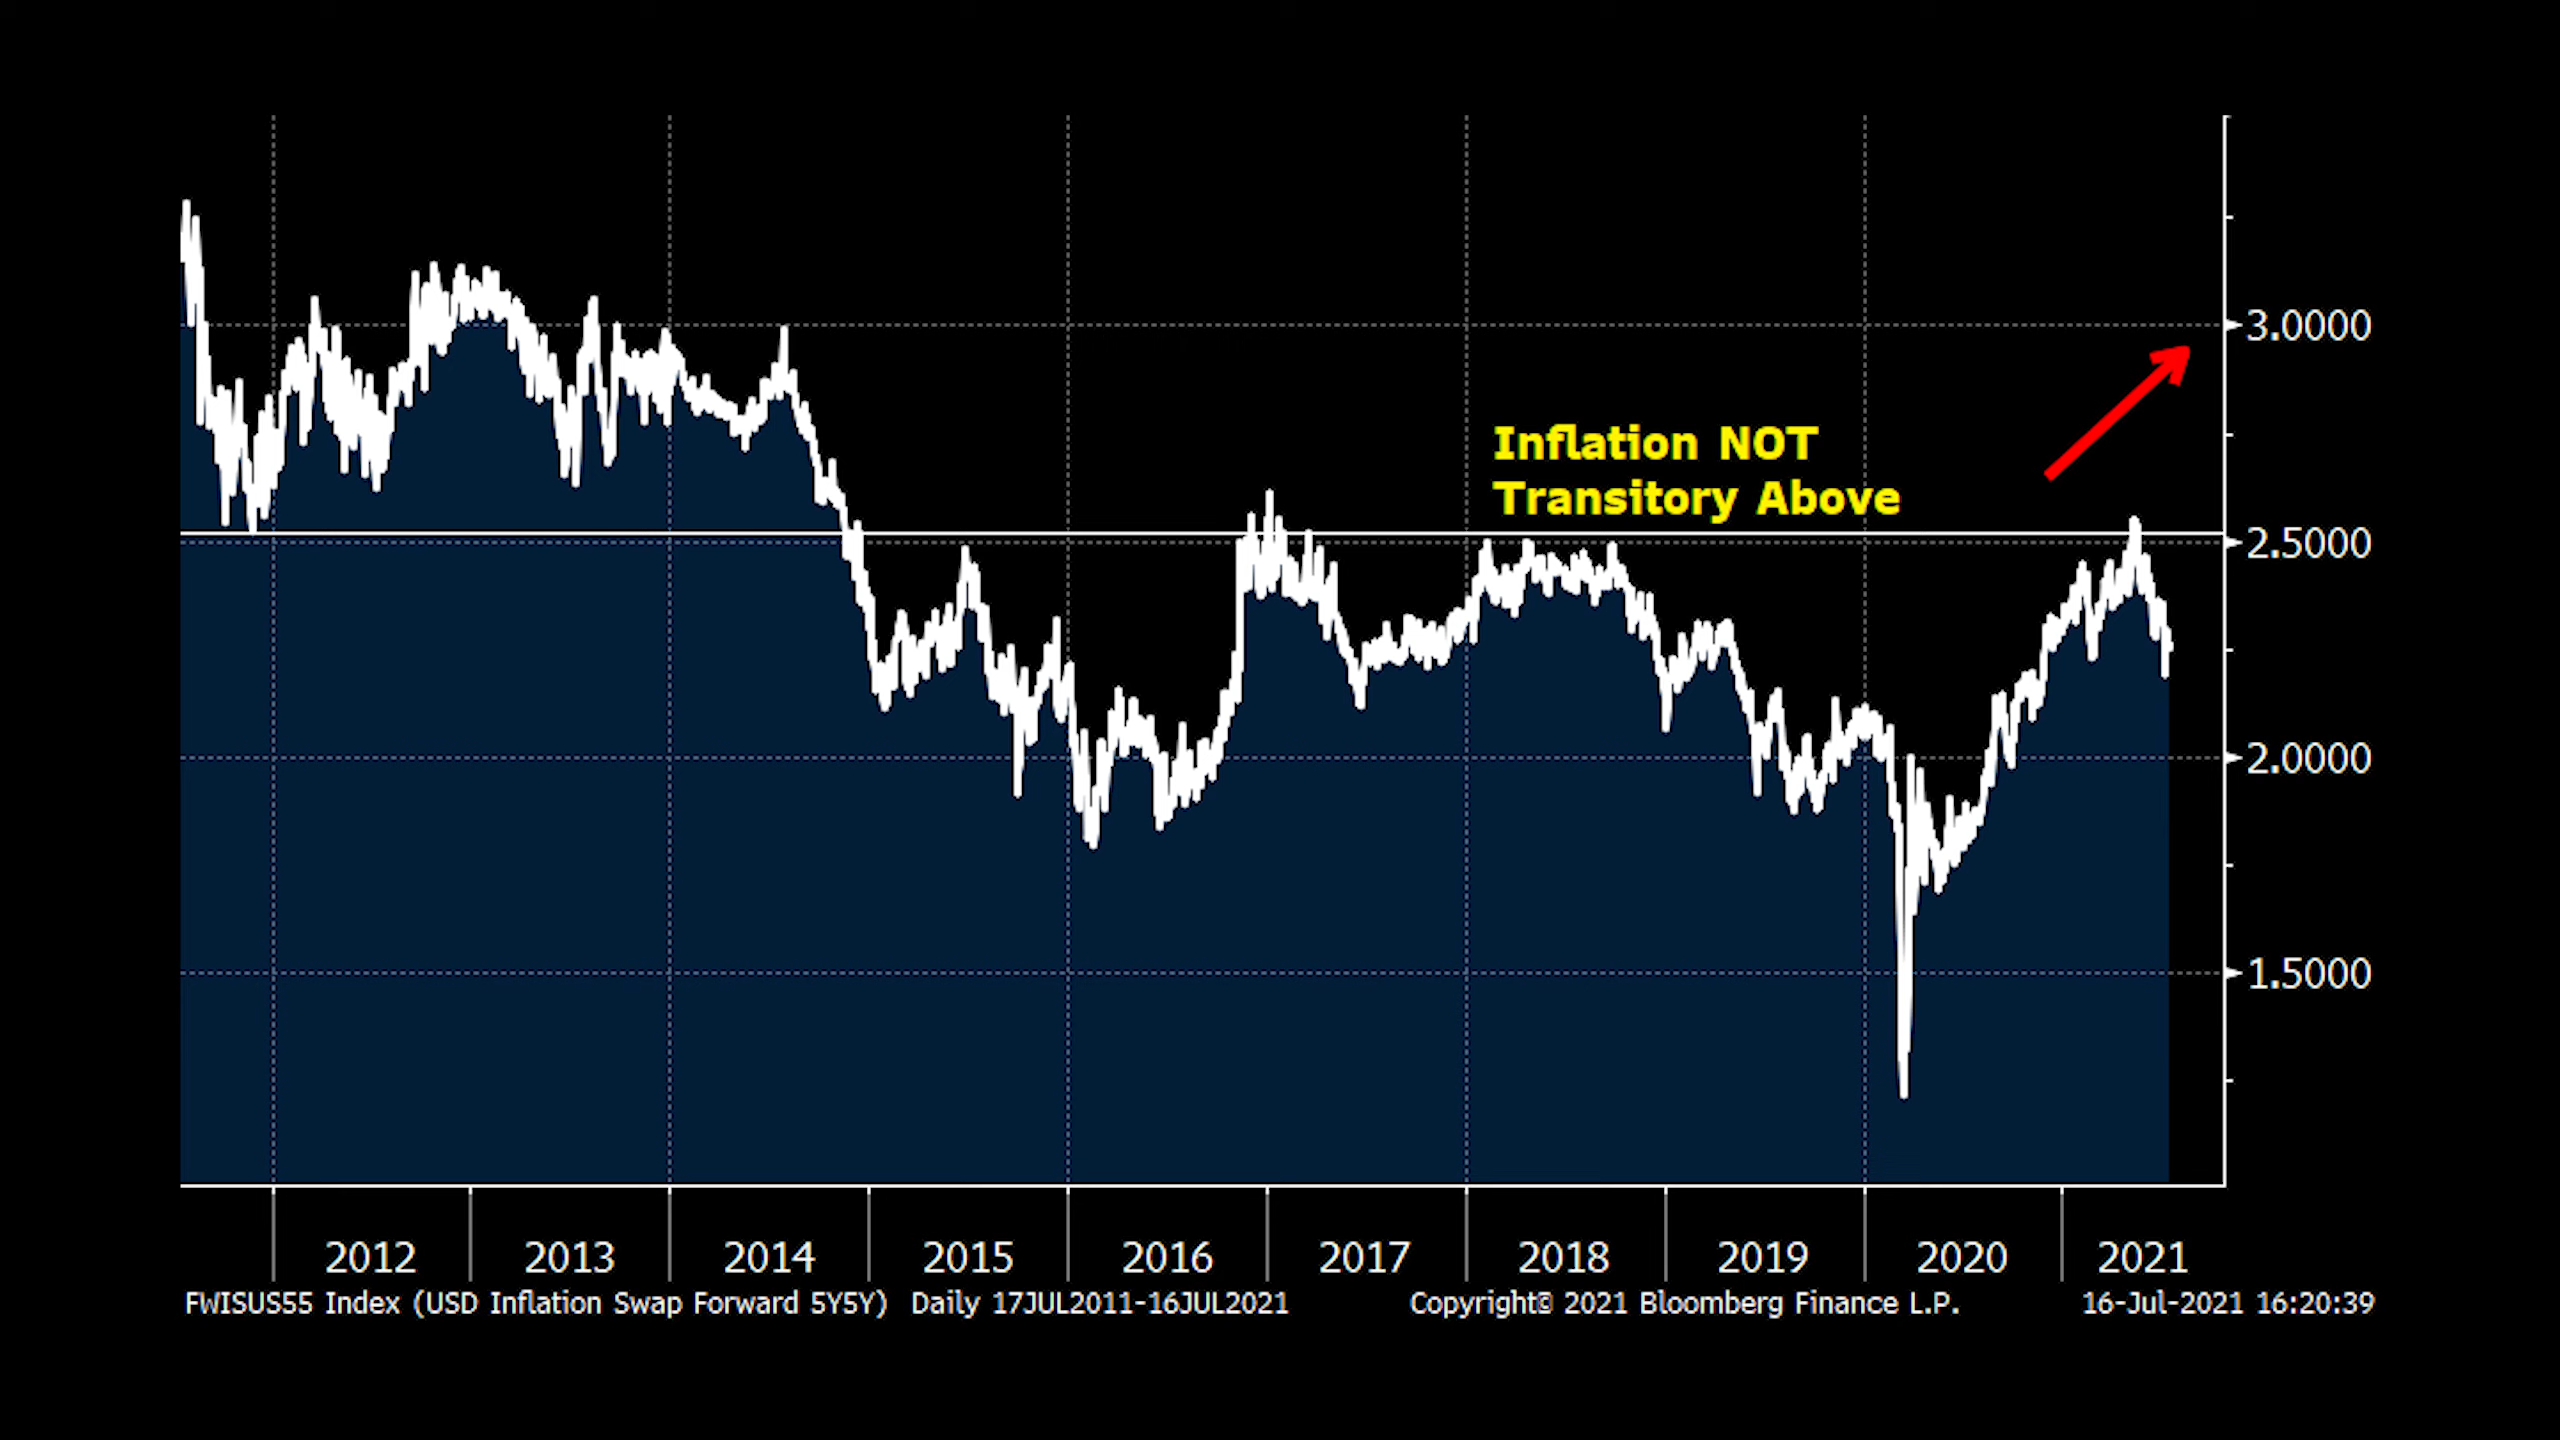 3.0000
Inflation NOT
Transitory Above
2.5000
2.0000
1.5000
2012 2013 2014 2015 2016 2017 2018 2019 2020 2021
FWISUS55 Index (USD Inflation Swap Forward 5Y5Y) Daily 17JUL2011-16JUL2021 Copyright© 2021 Bloomberg Finance L.P. 16-Jul-2021 16:20:39